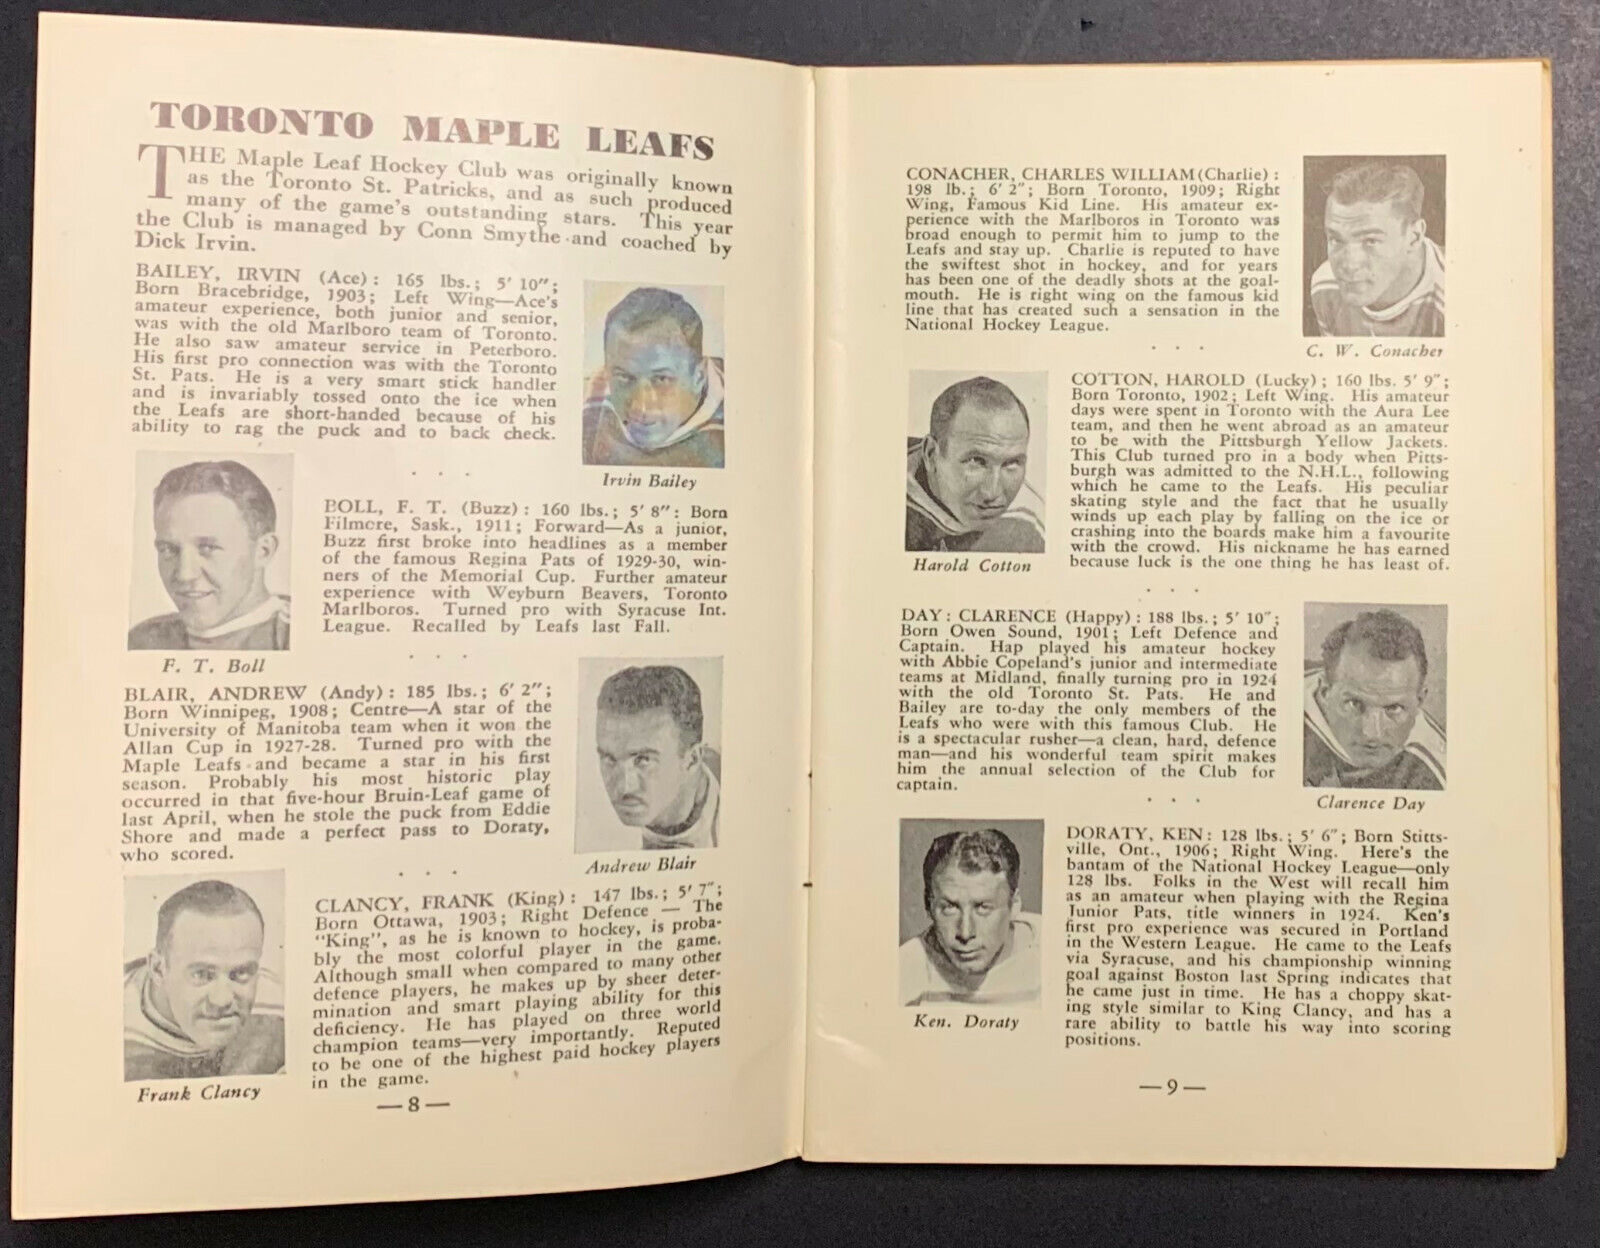 TORONTO MAPLE LEAFS
THE Maple Leaf Hockey Club was originally known
as the Toronto St. Patricks, and as such produced
many of the game's outstanding stars. This year
the Club is managed by Conn Smythe and coached by
Dick Irvin.
BAILEY, IRVIN (Ace): 165 lbs.; 5' 10";
Born Bracebridge, 1903; Left Wing—Ace's
amateur experience, both junior and senior,
was with the old Marlboro team of Toronto.
He also saw amateur service in Peterboro.
His first pro connection was with the Toronto
St. Pats. He is a very smart stick handler
and is invariably tossed onto the ice when
the Leafs are short-handed because of his
ability to rag the puck and to back check.
Irvin Bailey
. . .
BOLL, F. T. (Buzz): 160 lbs.; 5' 8": Born
Filmore, Sask., 1911; Forward—As a junior,
Buzz first broke into headlines as a member
of the famous Regina Pats of 1929-30, win-
ners of the Memorial Cup. Further amateur
experience with Weyburn Beavers, Toronto
Marlboros. Turned pro with Syracuse Int.
League. Recalled by Leafs last Fall.
F. T. Boll
. . .
BLAIR, ANDREW (Andy): 185 lbs.; 6' 2";
Born Winnipeg, 1908; Centre—A star of the
University of Manitoba team when it won the
Allan Cup in 1927-28. Turned pro with the
Maple Leafs and became a star in his first
season. Probably his most historic play
occurred in that five-hour Bruin-Leaf game of
last April, when he stole the puck from Eddie
Shore and made a perfect pass to Doraty,
who scored.
Andrew Blair
. . .
CLANCY, FRANK (King): 147 lbs.; 5' 7";
Born Ottawa, 1903; Right Defence — The
"King", as he is known to hockey, is proba-
bly the most colorful player in the game.
Although small when compared to many other
defence players, he makes up by sheer deter-
mination and smart playing ability for this
deficiency. He has played on three world
champion teams—very importantly. Reputed
to be one of the highest paid hockey players
in the game.
Frank Clancy
— 8 —
CONACHER, CHARLES WILLIAM (Charlie):
198 lb.; 6' 2"; Born Toronto, 1909; Right
Wing, Famous Kid Line. His amateur ex-
perience with the Marlboros in Toronto was
broad enough to permit him to jump to the
Leafs and stay up. Charlie is reputed to have
the swiftest shot in hockey, and for years
has been one of the deadly shots at the goal-
mouth. He is right wing on the famous kid
line that has created such a sensation in the
National Hockey League.
C. W. Conacher
. . .
COTTON, HAROLD (Lucky); 160 lbs. 5' 9";
Born Toronto, 1902; Left Wing. His amateur
days were spent in Toronto with the Aura Lee
team, and then he went abroad as an amateur
to be with the Pittsburgh Yellow Jackets.
This Club turned pro in a body when Pitts-
burgh was admitted to the N.H.L., following
which he came to the Leafs. His peculiar
skating style and the fact that he usually
winds up each play by falling on the ice or
crashing into the boards make him a favourite
with the crowd. His nickname he has earned
because luck is the one thing he has least of.
Harold Cotton
. . .
DAY: CLARENCE (Happy): 188 lbs.; 5' 10";
Born Owen Sound, 1901; Left Defence and
Captain. Hap played his amateur hockey
with Abbie Copeland's junior and intermediate
teams at Midland, finally turning pro in 1924
with the old Toronto St. Pats. He and
Bailey are to-day the only members of the
Leafs who were with this famous Club. He
is a spectacular rusher—a clean, hard, defence
man—and his wonderful team spirit makes
him the annual selection of the Club for
captain.
Clarence Day
. . .
DORATY, KEN: 128 lbs.; 5' 6"; Born Stitts-
ville, Ont., 1906; Right Wing. Here's the
bantam of the National Hockey League—only
128 lbs. Folks in the West will recall him
as an amateur when playing with the Regina
Junior Pats, title winners in 1924. Ken's
first pro experience was secured in Portland
in the Western League. He came to the Leafs
via Syracuse, and his championship winning
goal against Boston last Spring indicates that
he came just in time. He has a choppy skat-
ing style similar to King Clancy, and has a
rare ability to battle his way into scoring
positions.
Ken. Doraty
— 9 —